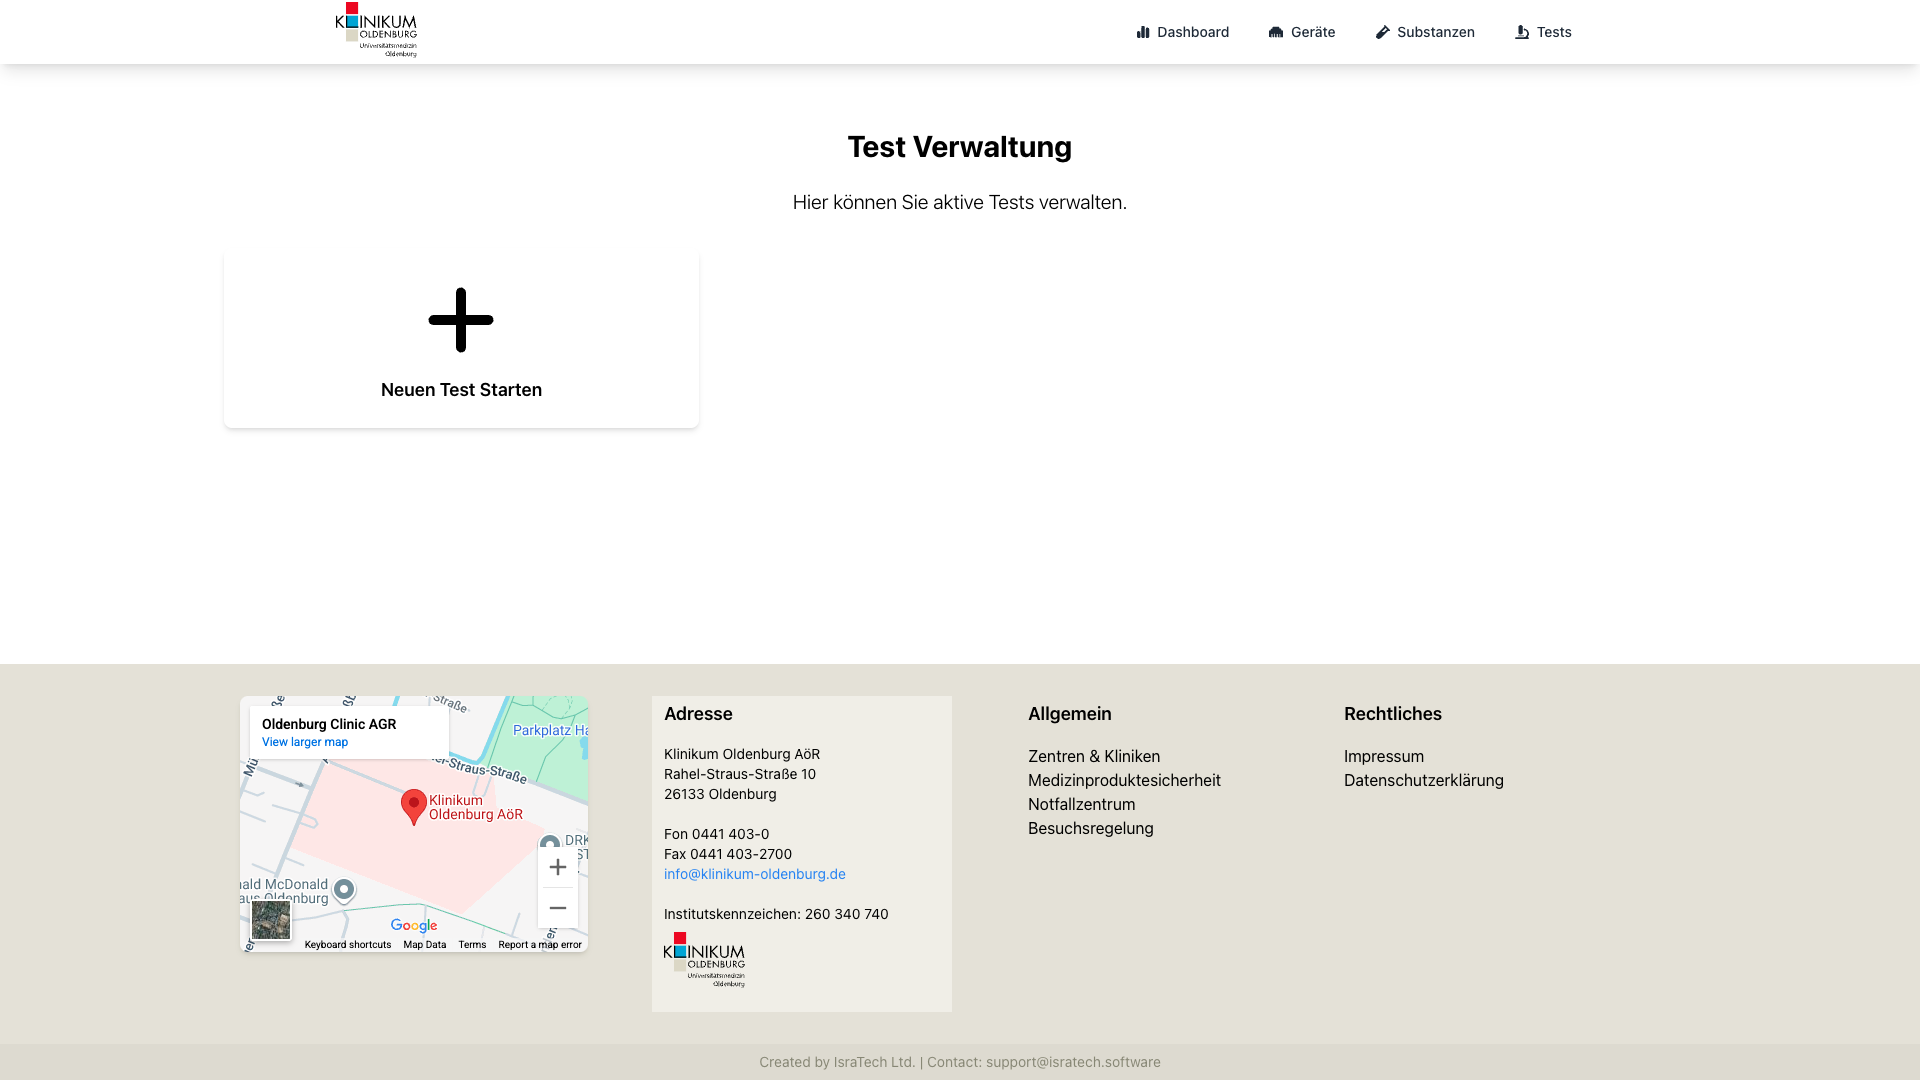 KLINIKUM
OLDENBURG
Universitätsmedizin
Oldenburg
Dashboard
Geräte
Substanzen
Tests
Test Verwaltung
Hier können Sie aktive Tests verwalten.
Neuen Test Starten
Oldenburg Clinic AGR
View larger map
Straße
Parkplatz Ha
el-Straus-Straße
Klinikum
Oldenburg AöR
DRK
ald McDonald
aus Oldenburg
Google
Keyboard shortcuts
Map Data
Terms
Report a map error
Adresse
Klinikum Oldenburg AöR
Rahel-Straus-Straße 10
26133 Oldenburg
Fon 0441 403-0
Fax 0441 403-2700
info@klinikum-oldenburg.de
Institutskennzeichen: 260 340 740
KLINIKUM
OLDENBURG
Universitätsmedizin
Oldenburg
Allgemein
Zentren & Kliniken
Medizinproduktesicherheit
Notfallzentrum
Besuchsregelung
Rechtliches
Impressum
Datenschutzerklärung
Created by IsraTech Ltd. | Contact: support@isratech.software